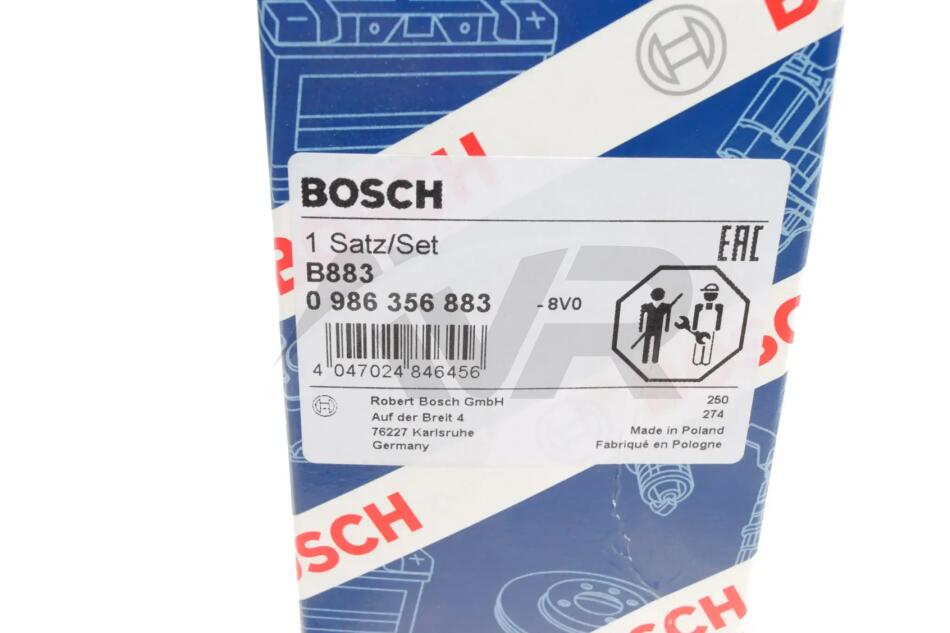 BOSCH
BOSCH
1 Satz/Set
EAC
B883
0 986 356 883 - 8V0
4 047024 846456
Robert Bosch GmbH 250
Auf der Breit 4 274
76227 Karlsruhe Made in Poland
Germany Fabriqué en Pologne
BOSCH
BOSCH